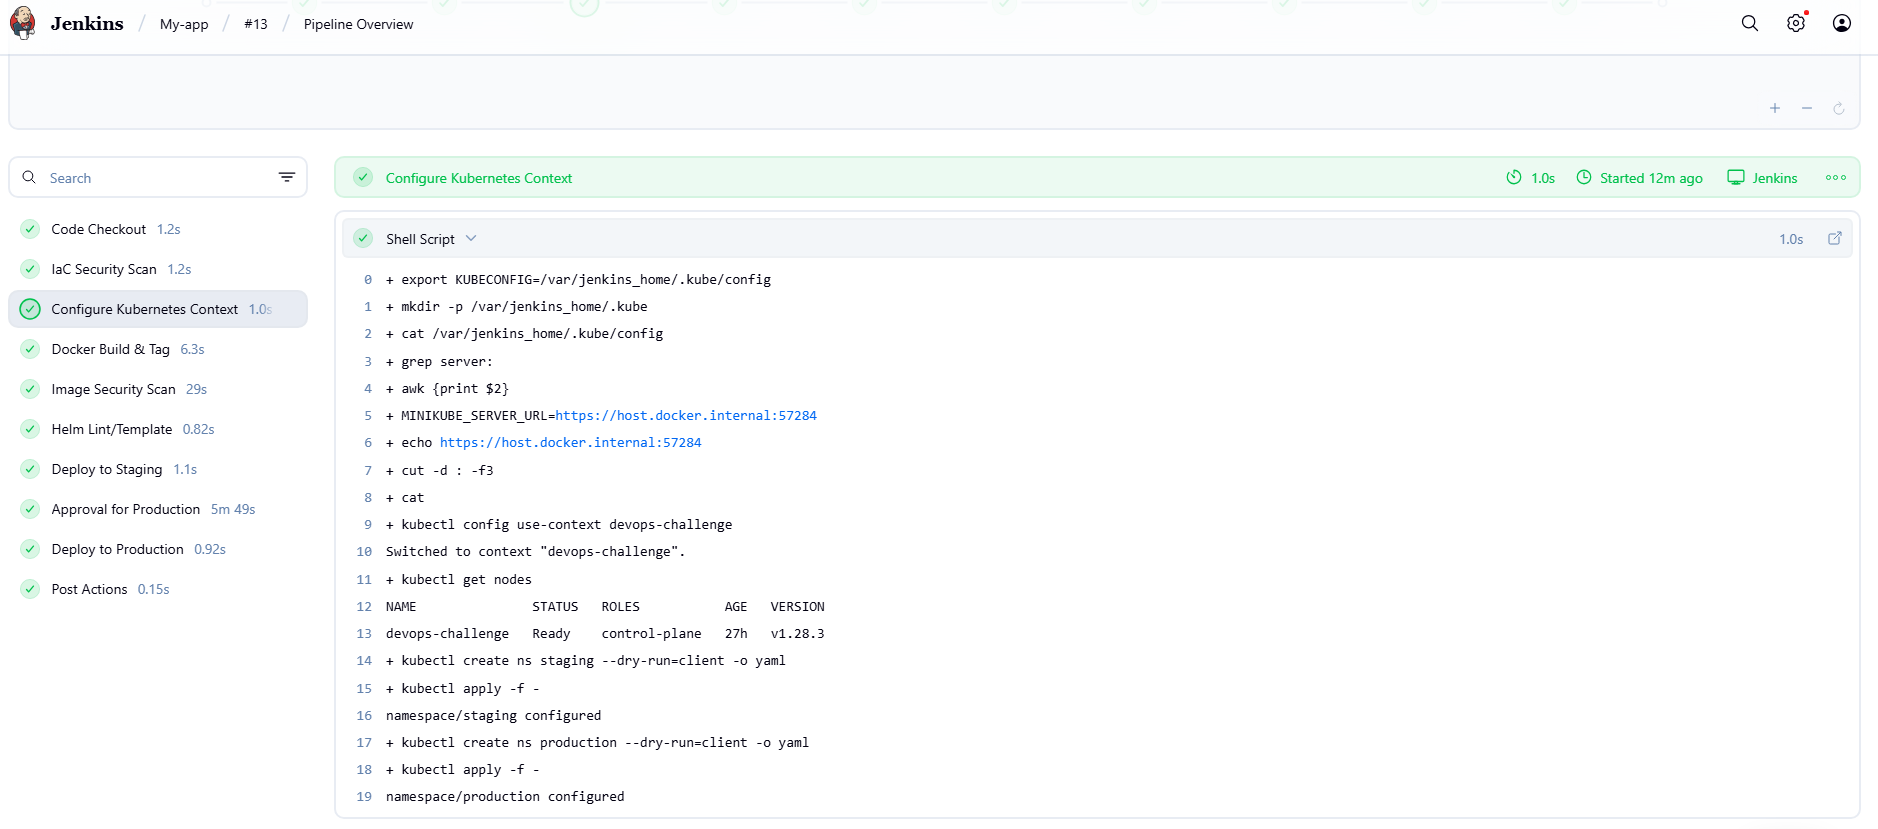 Jenkins / My-app / #13 / Pipeline Overview
Search
Code Checkout 1.2s
IaC Security Scan 1.2s
Configure Kubernetes Context 1.0s
Docker Build & Tag 6.3s
Image Security Scan 29s
Helm Lint/Template 0.82s
Deploy to Staging 1.1s
Approval for Production 5m 49s
Deploy to Production 0.92s
Post Actions 0.15s
Configure Kubernetes Context 1.0s Started 12m ago Jenkins
Shell Script 1.0s
0 + export KUBECONFIG=/var/jenkins_home/.kube/config
1 + mkdir -p /var/jenkins_home/.kube
2 + cat /var/jenkins_home/.kube/config
3 + grep server:
4 + awk {print $2}
5 + MINIKUBE_SERVER_URL=https://host.docker.internal:57284
6 + echo https://host.docker.internal:57284
7 + cut -d : -f3
8 + cat
9 + kubectl config use-context devops-challenge
10 Switched to context "devops-challenge".
11 + kubectl get nodes
12 NAME STATUS ROLES AGE VERSION
13 devops-challenge Ready control-plane 27h v1.28.3
14 + kubectl create ns staging --dry-run=client -o yaml
15 + kubectl apply -f -
16 namespace/staging configured
17 + kubectl create ns production --dry-run=client -o yaml
18 + kubectl apply -f -
19 namespace/production configured